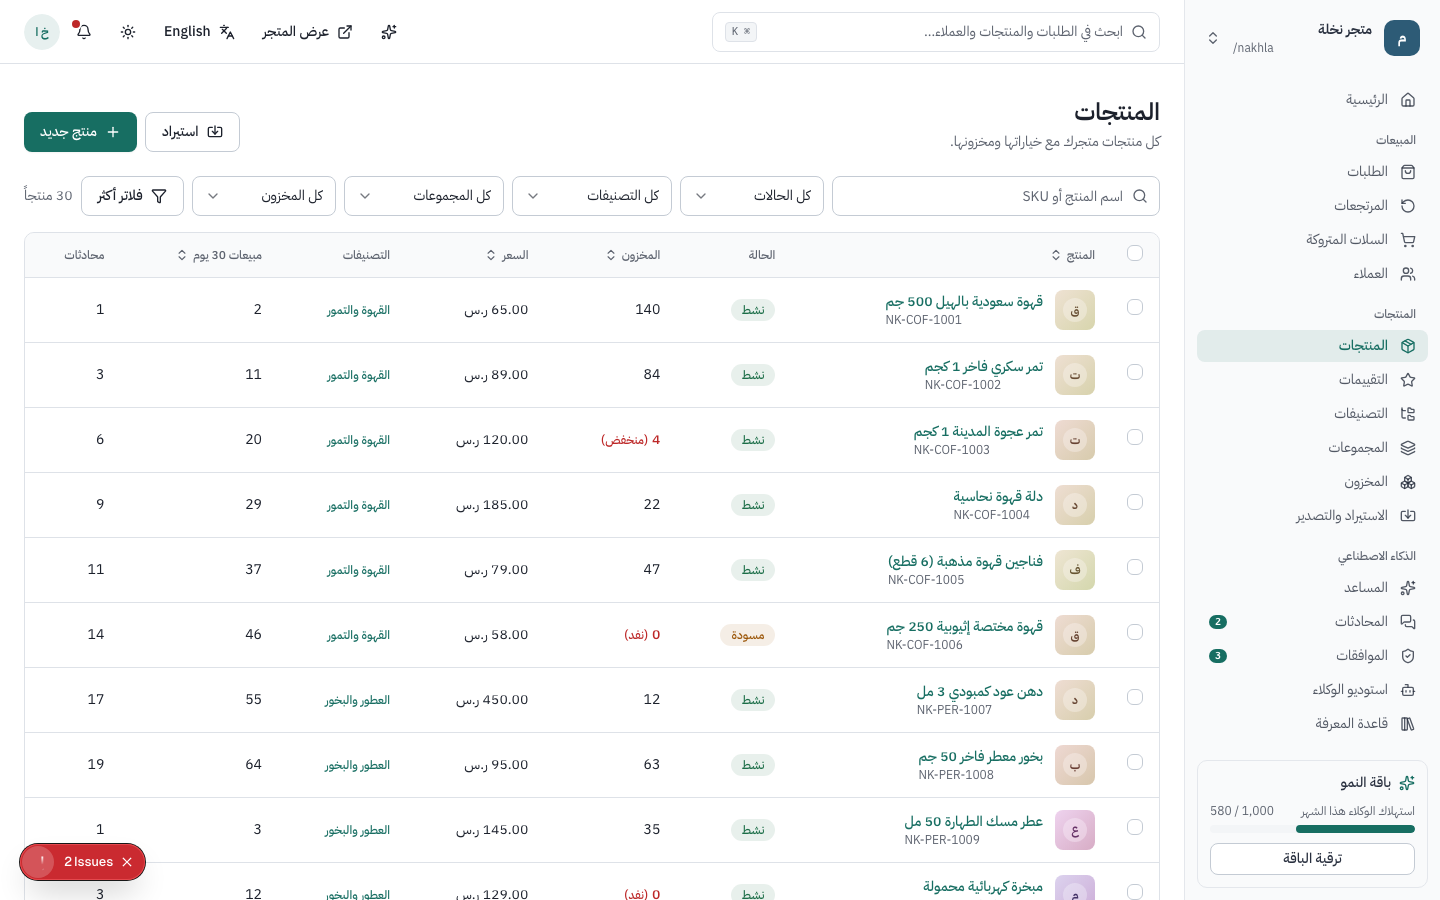 م
متجر نخلة
/nakhla
الرئيسية
المبيعات
الطلبات
المرتجعات
السلات المتروكة
العملاء
المنتجات
المنتجات
التقييمات
التصنيفات
المجموعات
المخزون
الاستيراد والتصدير
الذكاء الاصطناعي
المساعد
المحادثات 2
الموافقات 3
استوديو الوكلاء
قاعدة المعرفة
باقة النمو
استهلاك الوكلاء هذا الشهر 580 / 1,000
ترقية الباقة
ابحث في الطلبات والمنتجات والعملاء... ⌘ K
عرض المتجر
English
خ ا
المنتجات
كل منتجات متجرك مع خياراتها ومخزونها.
استيراد
منتج جديد
اسم المنتج أو SKU
كل الحالات
كل التصنيفات
كل المجموعات
كل المخزون
فلاتر أكثر
30 منتجاً
المنتج الحالة المخزون السعر التصنيفات مبيعات 30 يوم محادثات
ق قهوة سعودية بالهيل 500 جم نشط 140 65.00 ر.س القهوة والتمور 2 1
NK-COF-1001
ت تمر سكري فاخر 1 كجم نشط 84 89.00 ر.س القهوة والتمور 11 3
NK-COF-1002
ت تمر عجوة المدينة 1 كجم نشط 4 (منخفض) 120.00 ر.س القهوة والتمور 20 6
NK-COF-1003
د دلة قهوة نحاسية نشط 22 185.00 ر.س القهوة والتمور 29 9
NK-COF-1004
ف فناجين قهوة مذهبة (6 قطع) نشط 47 79.00 ر.س القهوة والتمور 37 11
NK-COF-1005
ق قهوة مختصة إثيوبية 250 جم مسودة 0 (نفد) 58.00 ر.س القهوة والتمور 46 14
NK-COF-1006
د دهن عود كمبودي 3 مل نشط 12 450.00 ر.س العطور والبخور 55 17
NK-PER-1007
ب بخور معطر فاخر 50 جم نشط 63 95.00 ر.س العطور والبخور 64 19
NK-PER-1008
ع عطر مسك الطهارة 50 مل نشط 35 145.00 ر.س العطور والبخور 3 1
NK-PER-1009
م مبخرة كهربائية محمولة نشط 0 (نفد) 129.00 ر.س العطور والبخور 12 3
2 Issues